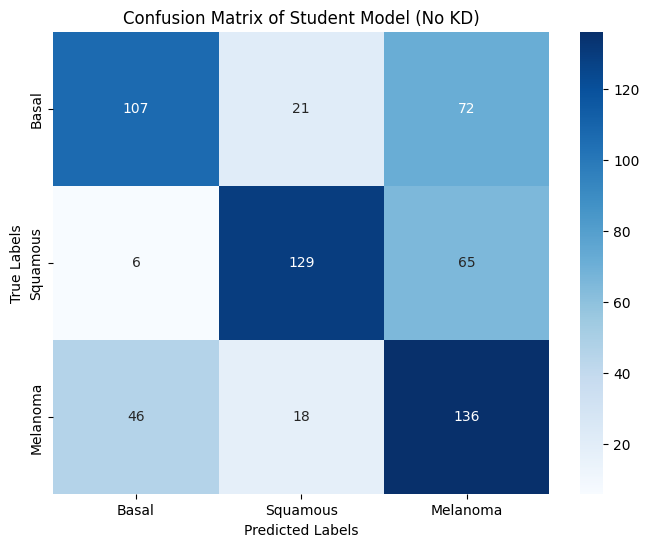 Confusion Matrix of Student Model (No KD)
True Labels
Basal
107
21
72
Squamous
6
129
65
Melanoma
46
18
136
Basal
Squamous
Melanoma
Predicted Labels
120
100
80
60
40
20